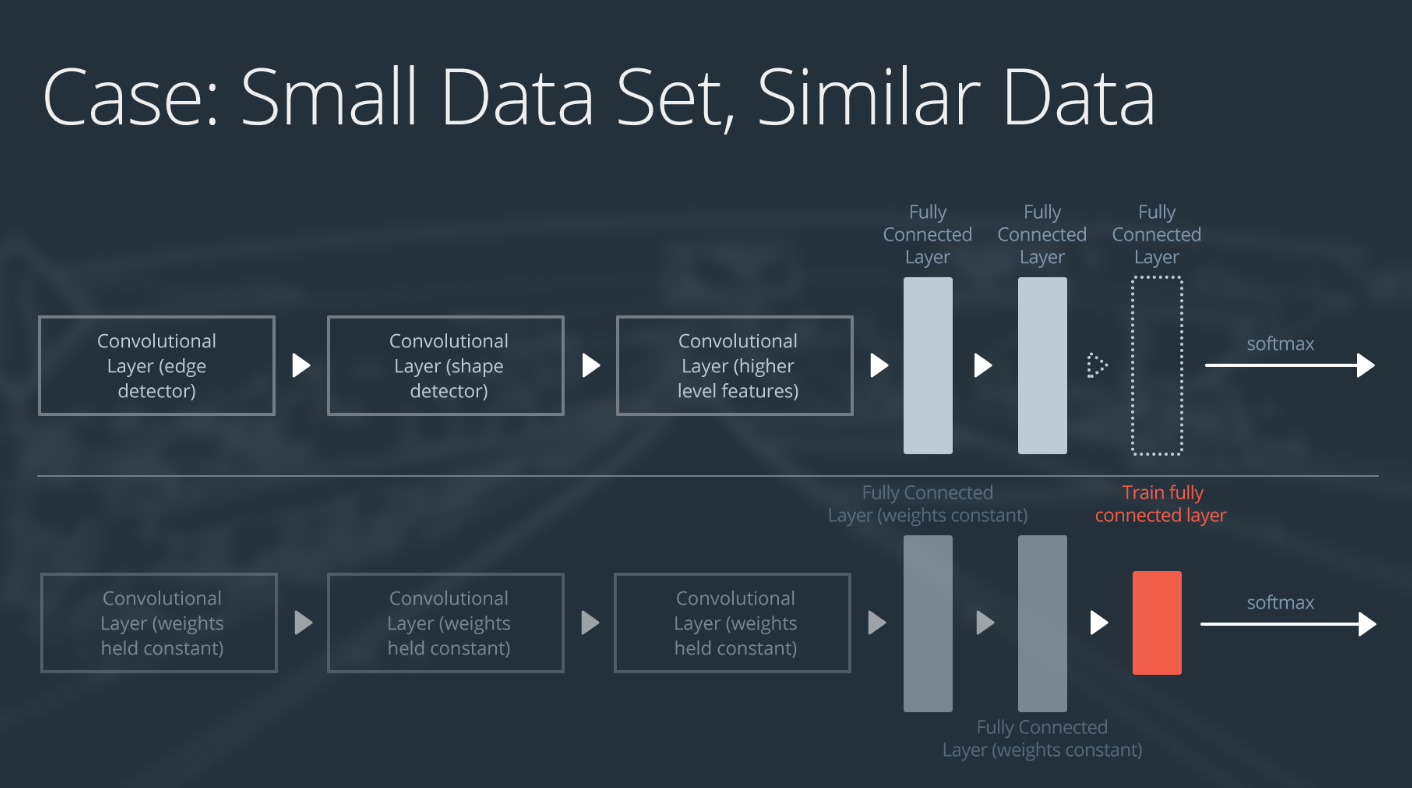 Case: Small Data Set, Similar Data
Fully
Connected
Layer
Fully
Connected
Layer
Fully
Connected
Layer
Convolutional
Layer (edge
detector)
Convolutional
Layer (shape
detector)
Convolutional
Layer (higher
level features)
softmax
Fully Connected
Layer (weights constant)
Train fully
connected layer
Convolutional
Layer (weights
held constant)
Convolutional
Layer (weights
held constant)
Convolutional
Layer (weights
held constant)
softmax
Fully Connected
Layer (weights constant)